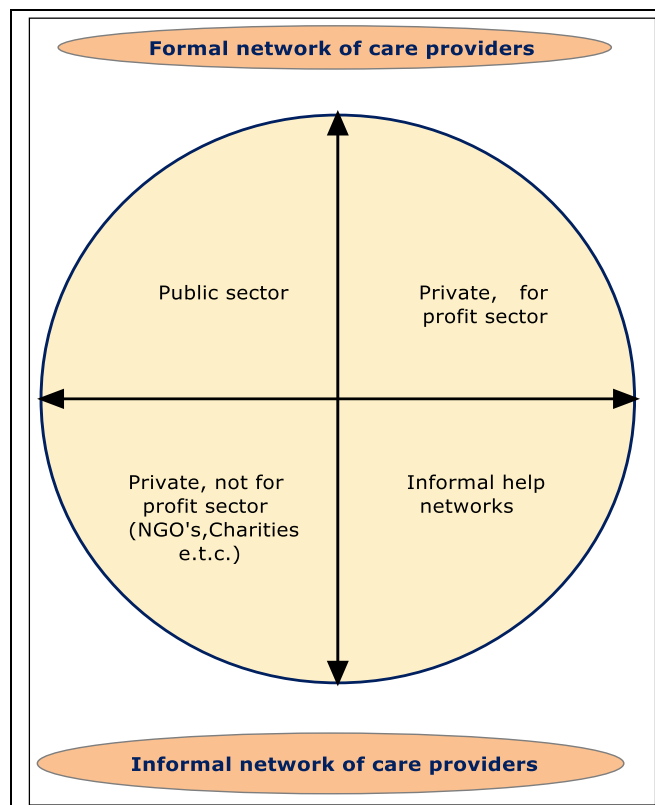 Formal network of care providers
Public sector
Private, for
profit sector
Private, not for
profit sector
(NGO's,Charities
e.t.c.)
Informal help
networks
Informal network of care providers